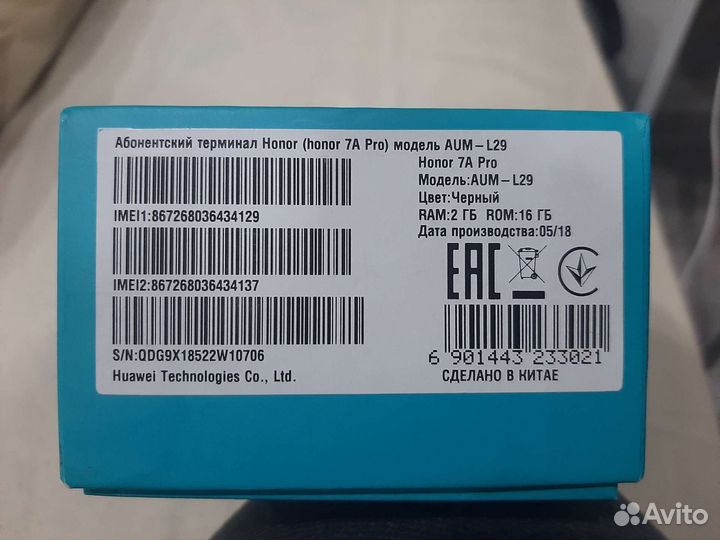 Абонентский терминал Honor (honor 7A Pro) модель AUM-L29
IMEI1:867268036434129
IMEI2:867268036434137
S/N:QDG9X18522W10706
Huawei Technologies Co., Ltd.
Honor 7A Pro
Модель:AUM-L29
Цвет:Черный
RAM:2 ГБ ROM:16 ГБ
Дата производства:05/18
EAC
6 901443 233021
СДЕЛАНО В КИТАЕ
Avito